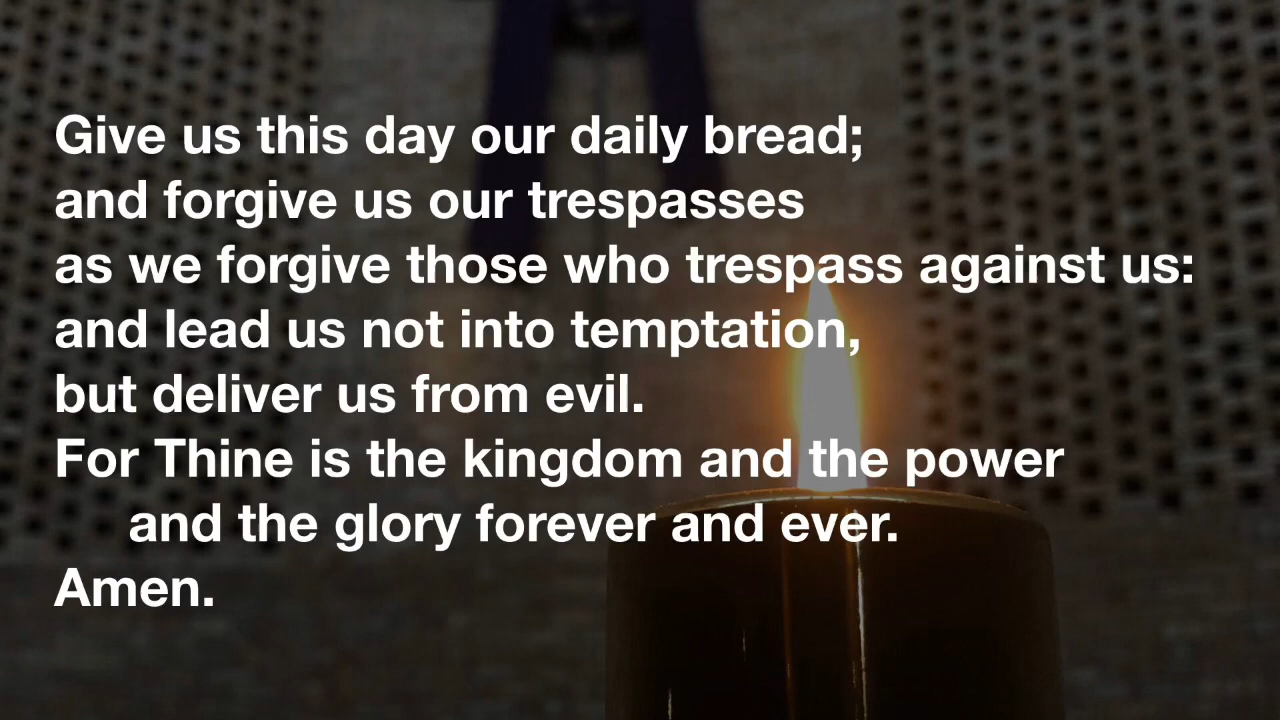 Give us this day our daily bread;
and forgive us our trespasses
as we forgive those who trespass against us:
and lead us not into temptation,
but deliver us from evil.
For Thine is the kingdom and the power
and the glory forever and ever.
Amen.